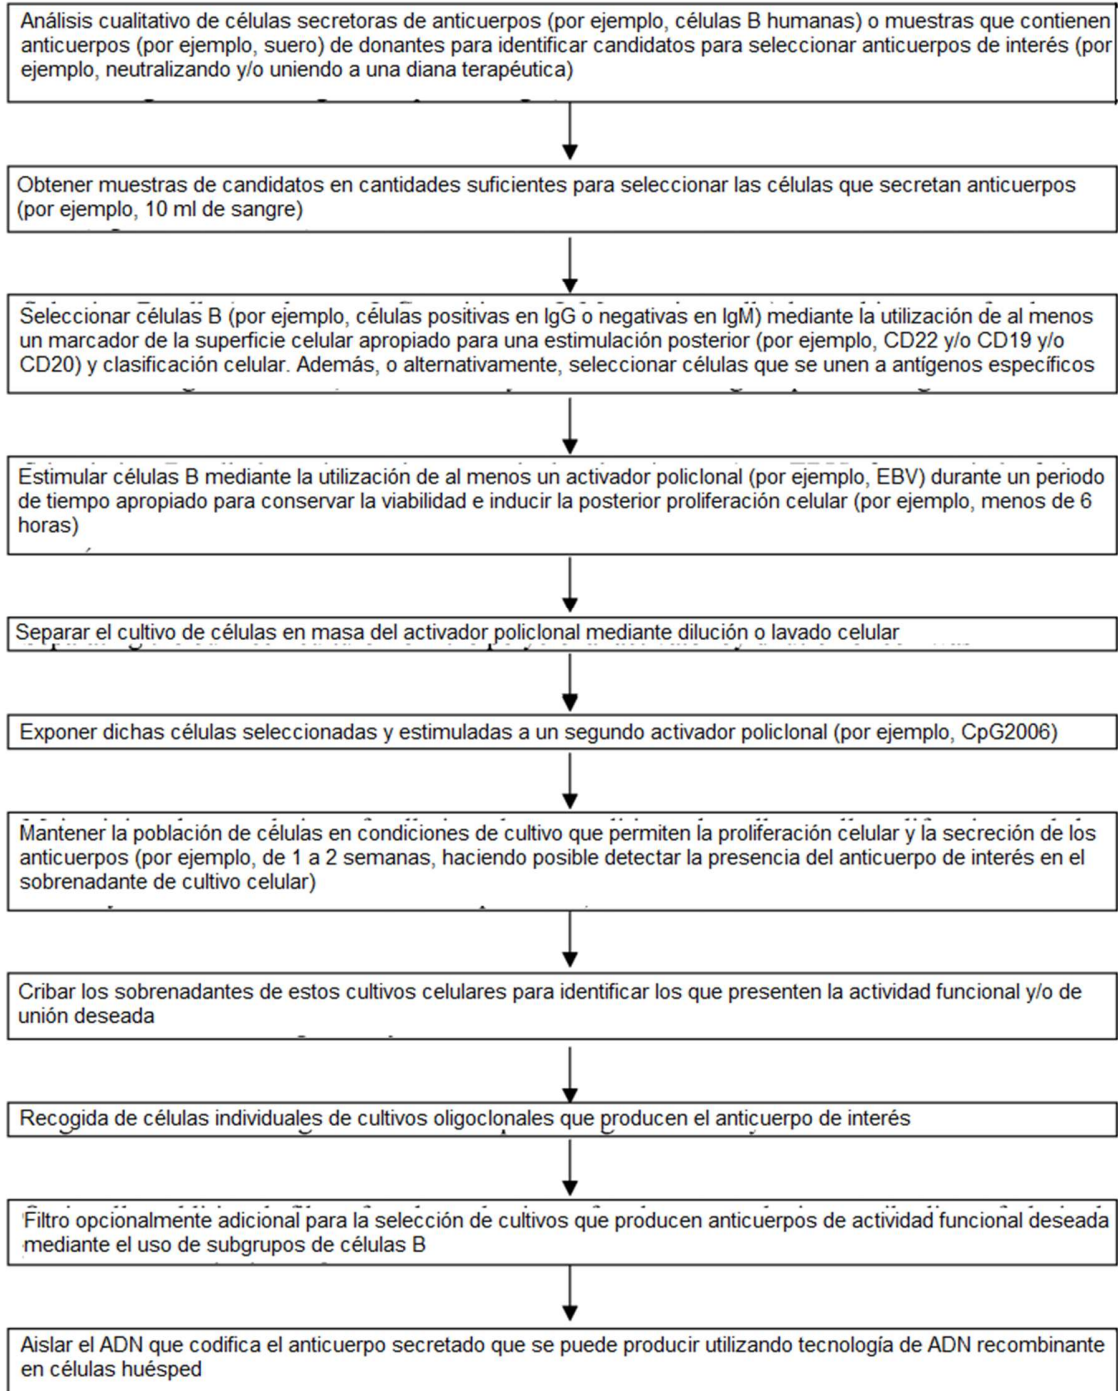 Análisis cualitativo de células secretoras de anticuerpos (por ejemplo, células B humanas) o muestras que contienen
anticuerpos (por ejemplo, suero) de donantes para identificar candidatos para seleccionar anticuerpos de interés (por
ejemplo, neutralizando y/o uniendo a una diana terapéutica)
Obtener muestras de candidatos en cantidades suficientes para seleccionar las células que secretan anticuerpos
(por ejemplo, 10 ml de sangre)
Seleccionar células B (por ejemplo, células positivas en IgG o negativas en IgM) mediante la utilización de al menos
un marcador de la superficie celular apropiado para una estimulación posterior (por ejemplo, CD22 y/o CD19 y/o
CD20) y clasificación celular. Además, o alternativamente, seleccionar células que se unen a antígenos específicos
Estimular células B mediante la utilización de al menos un activador policlonal (por ejemplo, EBV) durante un periodo
de tiempo apropiado para conservar la viabilidad e inducir la posterior proliferación celular (por ejemplo, menos de 6
horas)
Separar el cultivo de células en masa del activador policlonal mediante dilución o lavado celular
Exponer dichas células seleccionadas y estimuladas a un segundo activador policlonal (por ejemplo, CpG2006)
Mantener la población de células en condiciones de cultivo que permiten la proliferación celular y la secreción de los
anticuerpos (por ejemplo, de 1 a 2 semanas, haciendo posible detectar la presencia del anticuerpo de interés en el
sobrenadante de cultivo celular)
Cribar los sobrenadantes de estos cultivos celulares para identificar los que presenten la actividad funcional y/o de
unión deseada
Recogida de células individuales de cultivos oligoclonales que producen el anticuerpo de interés
Filtro opcionalmente adicional para la selección de cultivos que producen anticuerpos de actividad funcional deseada
mediante el uso de subgrupos de células B
Aislar el ADN que codifica el anticuerpo secretado que se puede producir utilizando tecnología de ADN recombinante
en células huésped